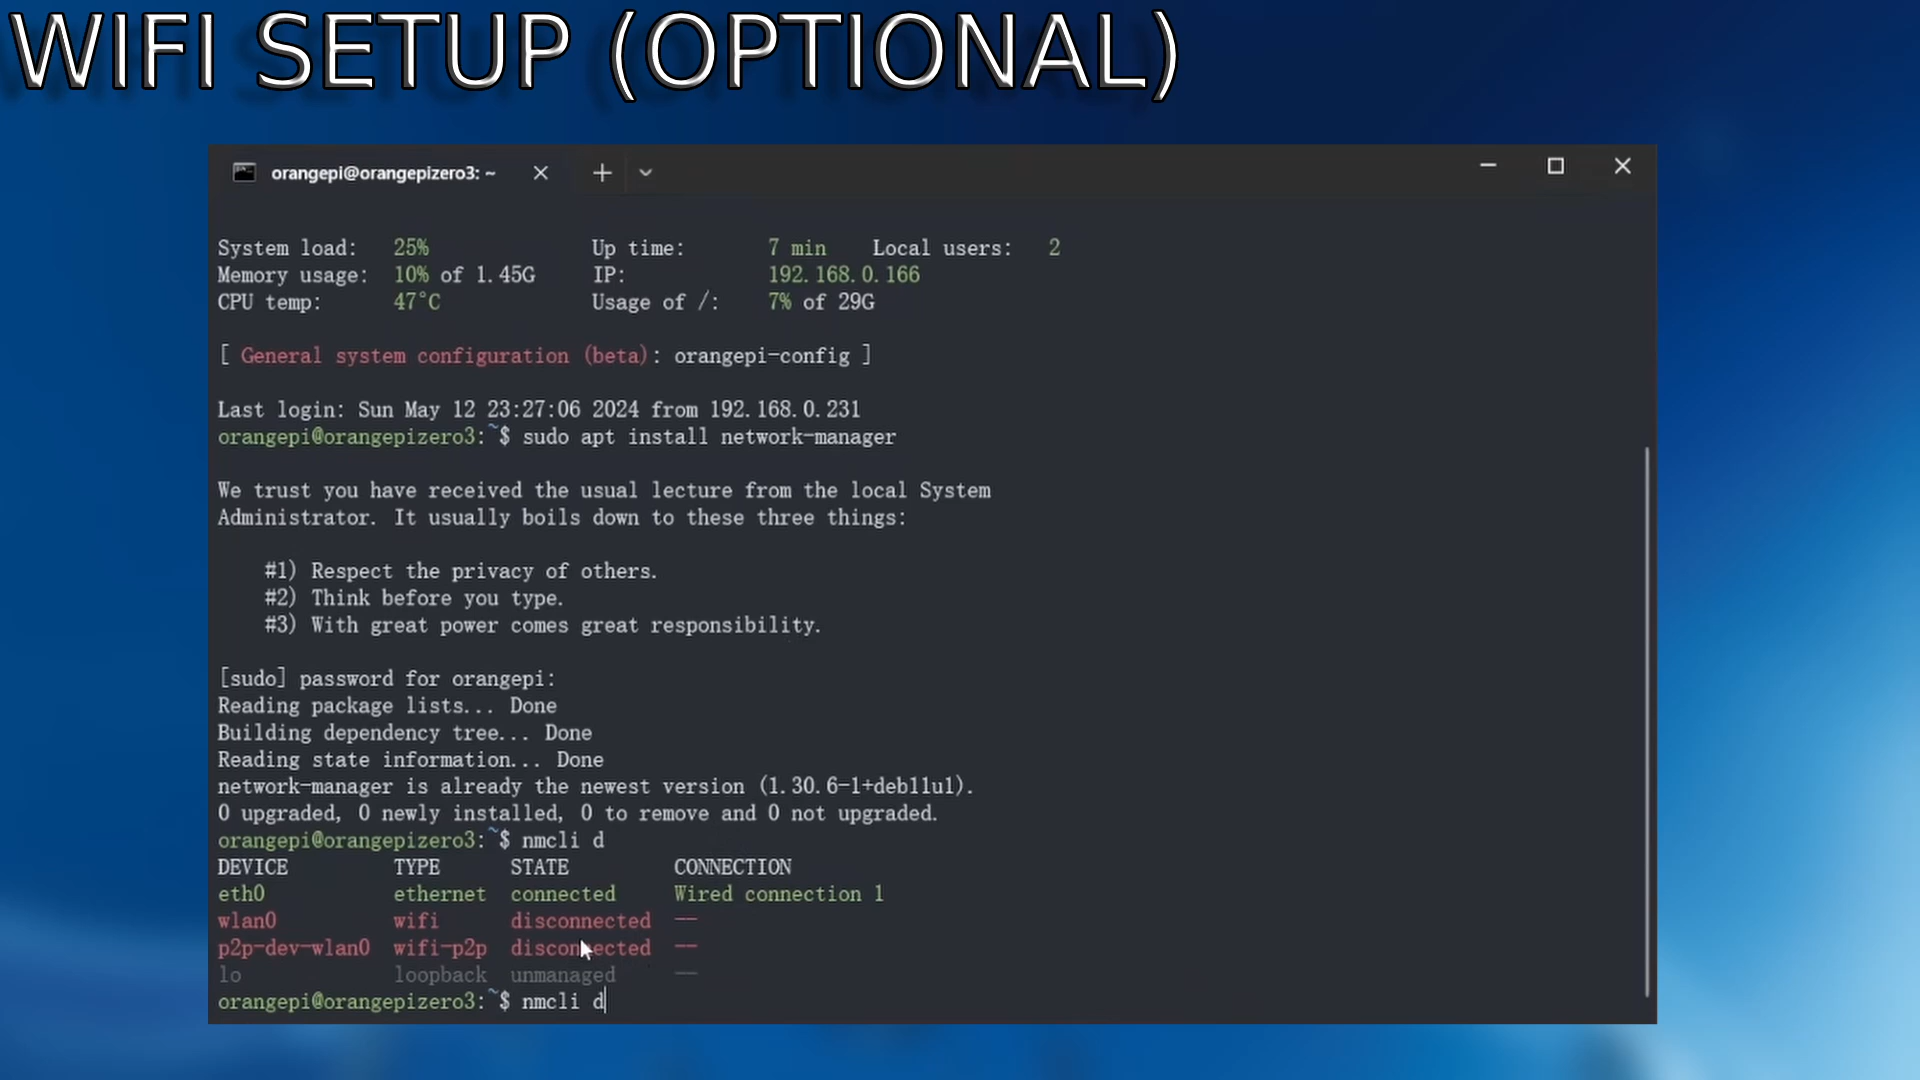 WIFI SETUP (OPTIONAL)
orangepi@orangepizero3: ~
System load: 25% Up time: 7 min Local users: 2
Memory usage: 10% of 1.45G IP: 192.168.0.166
CPU temp: 47°C Usage of /: 7% of 29G
[ General system configuration (beta): orangepi-config ]
Last login: Sun May 12 23:27:06 2024 from 192.168.0.231
orangepi@orangepizero3:~$ sudo apt install network-manager
We trust you have received the usual lecture from the local System
Administrator. It usually boils down to these three things:
#1) Respect the privacy of others.
#2) Think before you type.
#3) With great power comes great responsibility.
[sudo] password for orangepi:
Reading package lists... Done
Building dependency tree... Done
Reading state information... Done
network-manager is already the newest version (1.30.6-1+deb11u1).
0 upgraded, 0 newly installed, 0 to remove and 0 not upgraded.
orangepi@orangepizero3:~$ nmcli d
DEVICE TYPE STATE CONNECTION
eth0 ethernet connected Wired connection 1
wlan0 wifi disconnected --
p2p-dev-wlan0 wifi-p2p disconnected --
lo loopback unmanaged --
orangepi@orangepizero3:~$ nmcli d